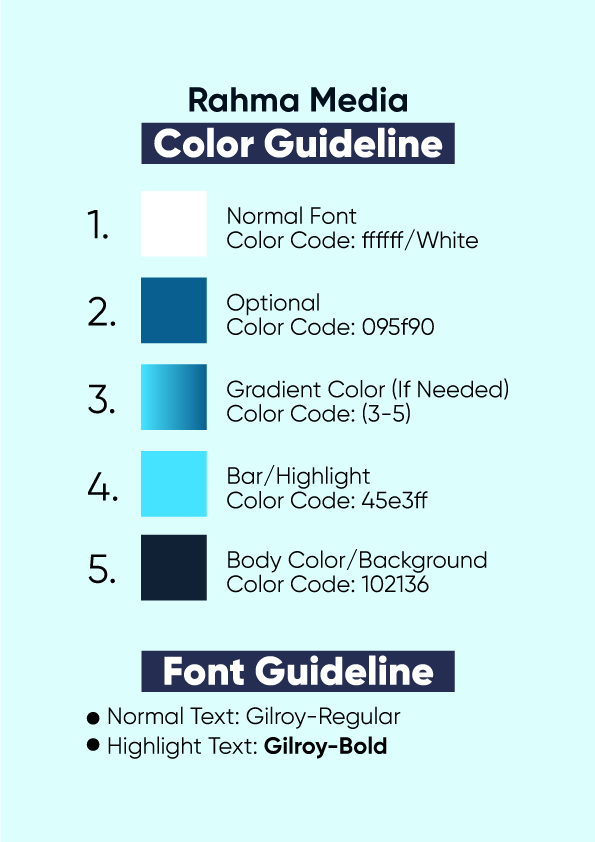 Rahma Media
Color Guideline
1.
Normal Font
Color Code: ffffff/White
2.
Optional
Color Code: 095f90
3.
Gradient Color (If Needed)
Color Code: (3-5)
4.
Bar/Highlight
Color Code: 45e3ff
5.
Body Color/Background
Color Code: 102136
Font Guideline
● Normal Text: Gilroy-Regular
● Highlight Text: Gilroy-Bold